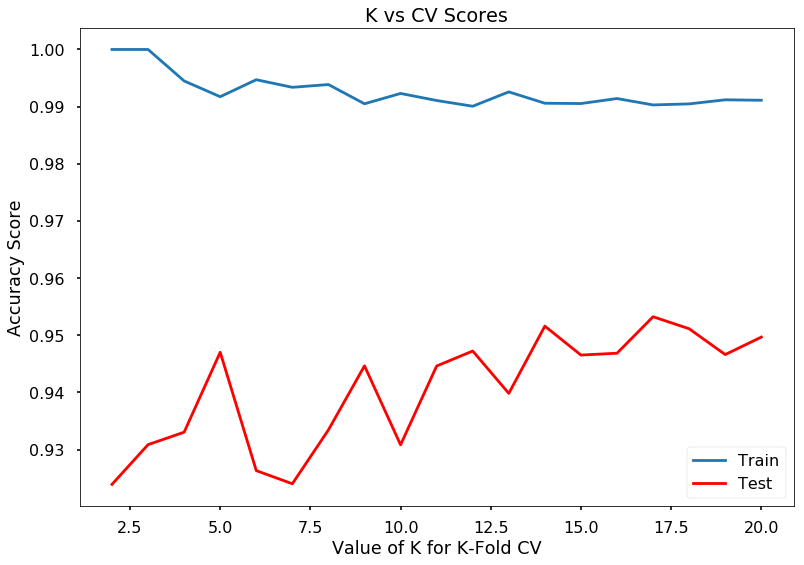 K vs CV Scores
1.00
0.99
0.98
0.97
0.96
0.95
0.94
0.93
Accuracy Score
Train
Test
2.5 5.0 7.5 10.0 12.5 15.0 17.5 20.0
Value of K for K-Fold CV